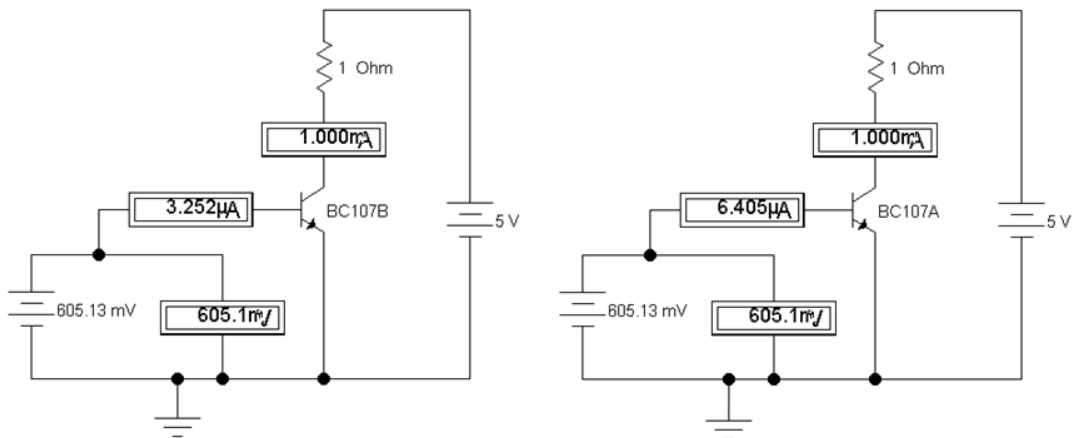 1 Ohm
1.000mA
3.252µA
BC107B
5 V
605.13 mV
605.1mV
1 Ohm
1.000mA
6.405µA
BC107A
5 V
605.13 mV
605.1mV